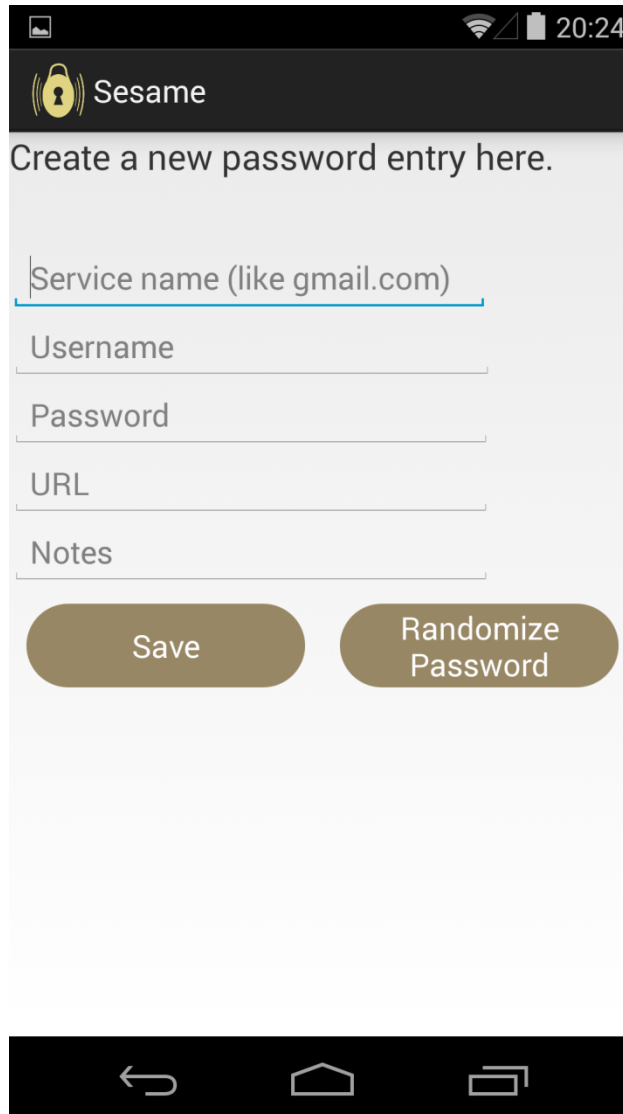 20:24
Sesame
Create a new password entry here.
Service name (like gmail.com)
Username
Password
URL
Notes
Save
Randomize
Password